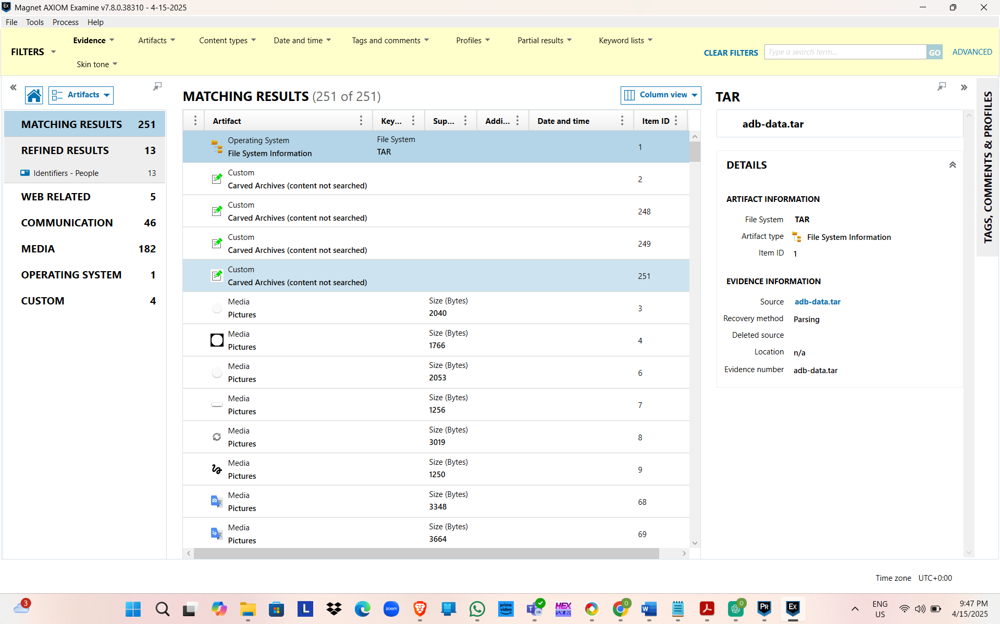 Magnet AXIOM Examine v7.8.0.38310 - 4-15-2025
File Tools Process Help
FILTERS
Evidence Artifacts Content types Date and time Tags and comments Profiles Partial results Keyword lists
Skin tone
CLEAR FILTERS Type a search term... GO ADVANCED
Artifacts
MATCHING RESULTS 251
REFINED RESULTS 13
Identifiers - People 13
WEB RELATED 5
COMMUNICATION 46
MEDIA 182
OPERATING SYSTEM 1
CUSTOM 4
MATCHING RESULTS (251 of 251)
Column view
Artifact Key... Sup... Addi... Date and time Item ID
Operating System File System
File System Information TAR 1
Custom
Carved Archives (content not searched) 2
Custom
Carved Archives (content not searched) 248
Custom
Carved Archives (content not searched) 249
Custom
Carved Archives (content not searched) 251
Media Size (Bytes)
Pictures 2040 3
Media Size (Bytes)
Pictures 1766 4
Media Size (Bytes)
Pictures 2053 6
Media Size (Bytes)
Pictures 1256 7
Media Size (Bytes)
Pictures 3019 8
Media Size (Bytes)
Pictures 1250 9
Media Size (Bytes)
Pictures 3348 68
Media Size (Bytes)
Pictures 3664 69
TAR
adb-data.tar
DETAILS
ARTIFACT INFORMATION
File System TAR
Artifact type File System Information
Item ID 1
EVIDENCE INFORMATION
Source adb-data.tar
Recovery method Parsing
Deleted source
Location n/a
Evidence number adb-data.tar
TAGS, COMMENTS & PROFILES
Time zone UTC+0:00
3
L
zoom
prime video
HEX
0
W
0
PR
EX
ENG
US
9:47 PM
4/15/2025